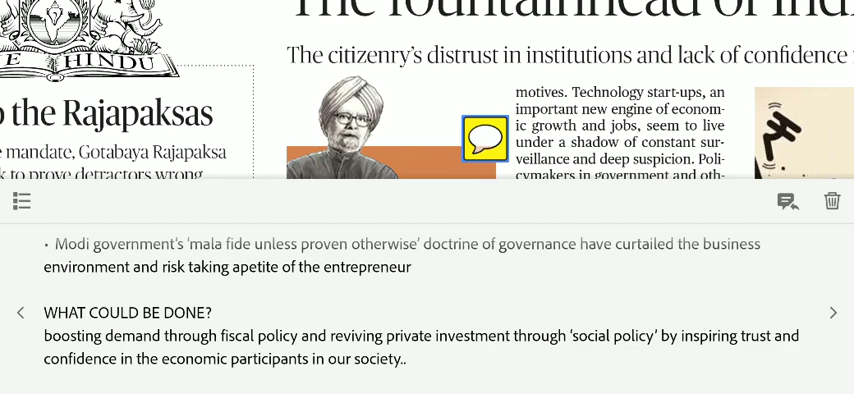 The fountainhead of Indi
The citizenry's distrust in institutions and lack of confidence
E HINDU
o the Rajapaksas
e mandate, Gotabaya Rajapaksa
k to prove detractors wrong
motives. Technology start-ups, an
important new engine of econom-
ic growth and jobs, seem to live
under a shadow of constant sur-
veillance and deep suspicion. Poli-
cymakers in government and oth-
• Modi government's 'mala fide unless proven otherwise' doctrine of governance have curtailed the business
environment and risk taking apetite of the entrepreneur
WHAT COULD BE DONE?
boosting demand through fiscal policy and reviving private investment through 'social policy' by inspiring trust and
confidence in the economic participants in our society..